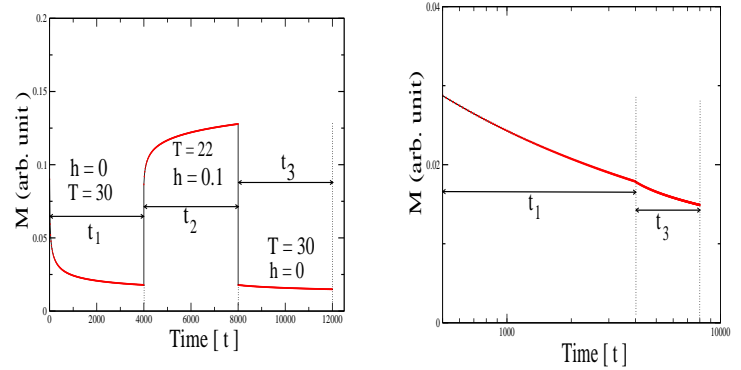 0.2
0.15
0.1
0.05
0
M (arb. unit)
T = 22
h = 0.1
h = 0
T = 30
t3
t2
t1
T = 30
h = 0
0 2000 4000 6000 8000 10000 12000
Time [ t ]
0.04
0.02
0
M (arb. unit)
t1
t3
1000 10000
Time [ t ]